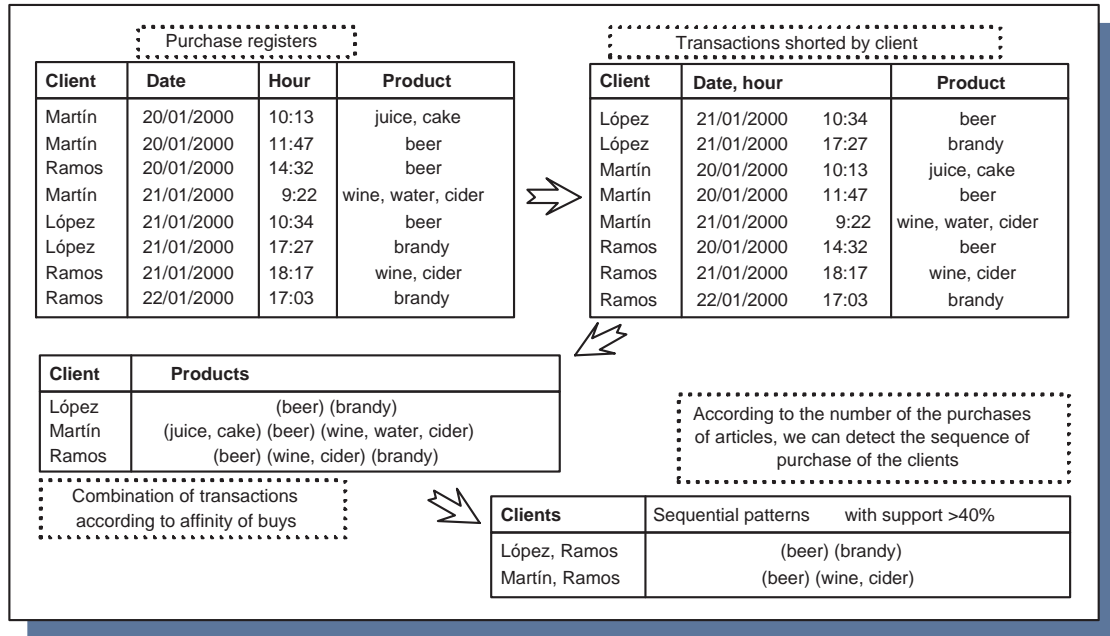 Purchase registers
Client Date Hour Product
Martín 20/01/2000 10:13 juice, cake
Martín 20/01/2000 11:47 beer
Ramos 20/01/2000 14:32 beer
Martín 21/01/2000 9:22 wine, water, cider
López 21/01/2000 10:34 beer
López 21/01/2000 17:27 brandy
Ramos 21/01/2000 18:17 wine, cider
Ramos 22/01/2000 17:03 brandy
Transactions shorted by client
Client Date, hour Product
López 21/01/2000 10:34 beer
López 21/01/2000 17:27 brandy
Martín 20/01/2000 10:13 juice, cake
Martín 20/01/2000 11:47 beer
Martín 21/01/2000 9:22 wine, water, cider
Ramos 20/01/2000 14:32 beer
Ramos 21/01/2000 18:17 wine, cider
Ramos 22/01/2000 17:03 brandy
Client Products
López (beer) (brandy)
Martín (juice, cake) (beer) (wine, water, cider)
Ramos (beer) (wine, cider) (brandy)
Combination of transactions
according to affinity of buys
According to the number of the purchases
of articles, we can detect the sequence of
purchase of the clients
Clients Sequential patterns with support >40%
López, Ramos (beer) (brandy)
Martín, Ramos (beer) (wine, cider)